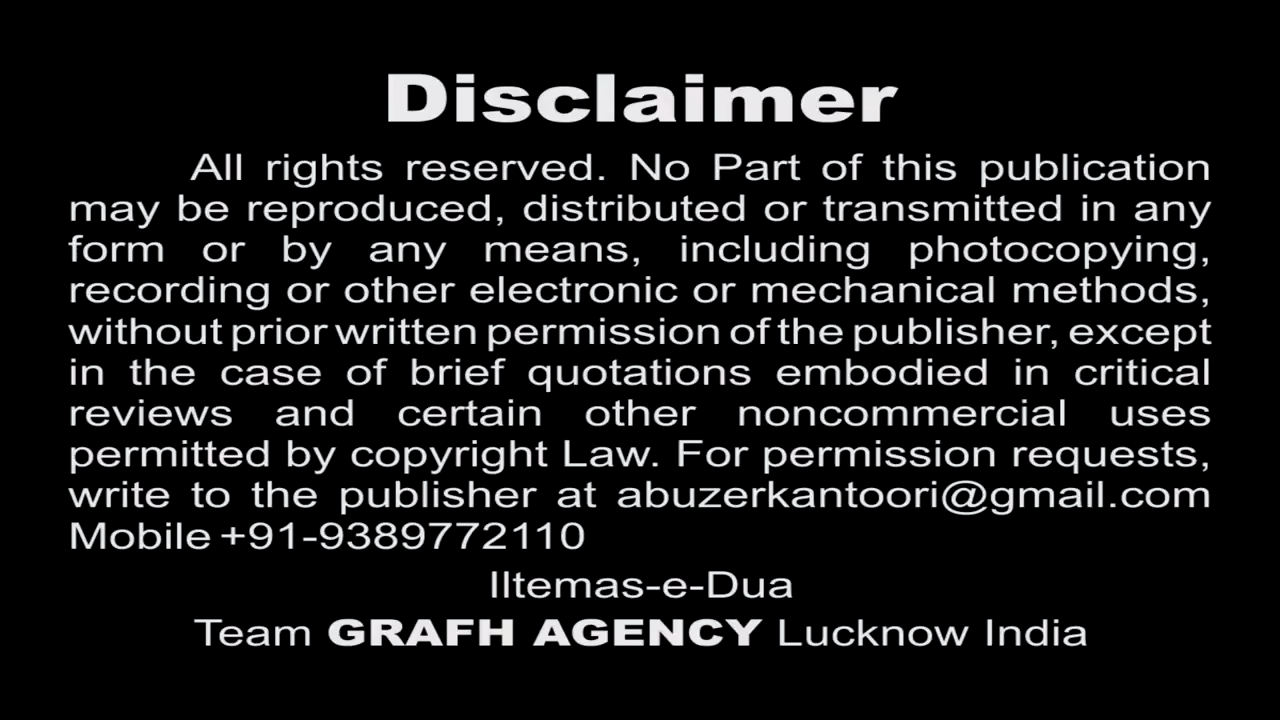 Disclaimer
All rights reserved. No Part of this publication
may be reproduced, distributed or transmitted in any
form or by any means, including photocopying,
recording or other electronic or mechanical methods,
without prior written permission of the publisher, except
in the case of brief quotations embodied in critical
reviews and certain other noncommercial uses
permitted by copyright Law. For permission requests,
write to the publisher at abuzerkantoori@gmail.com
Mobile +91-9389772110
IItemas-e-Dua
Team GRAFH AGENCY Lucknow India